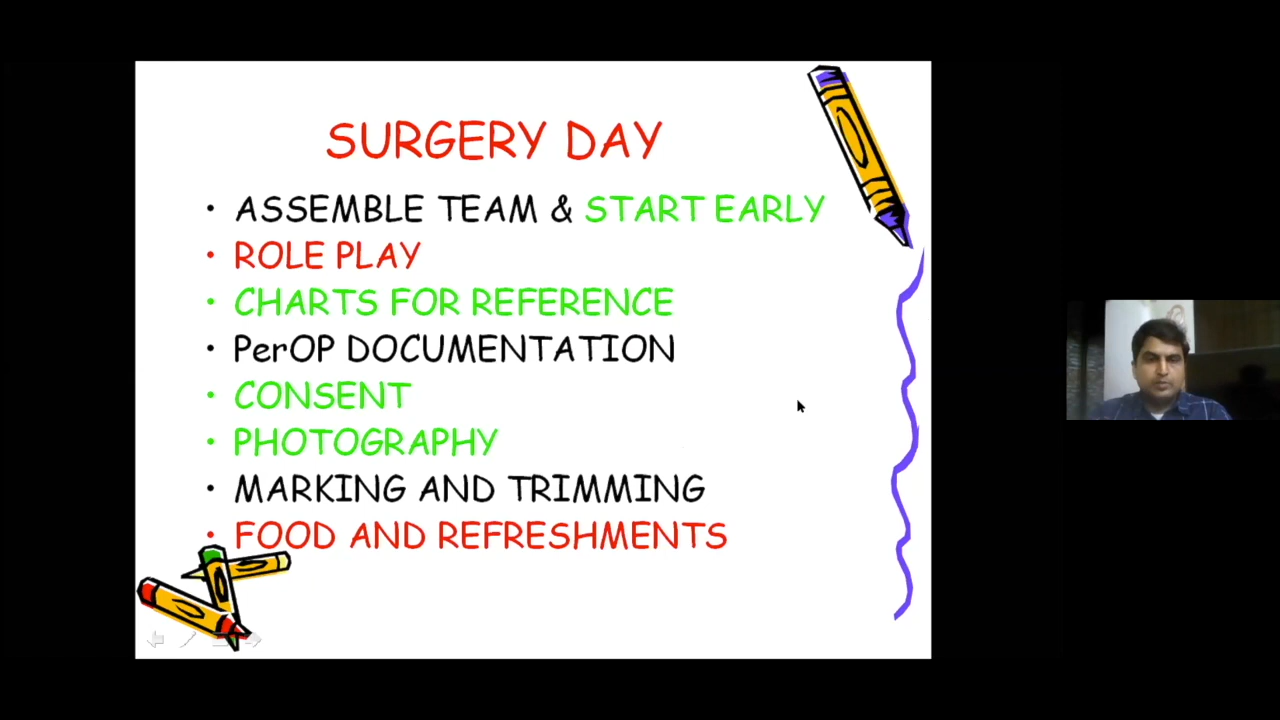 SURGERY DAY
• ASSEMBLE TEAM & START EARLY
• ROLE PLAY
• CHARTS FOR REFERENCE
• PerOP DOCUMENTATION
• CONSENT
• PHOTOGRAPHY
• MARKING AND TRIMMING
• FOOD AND REFRESHMENTS